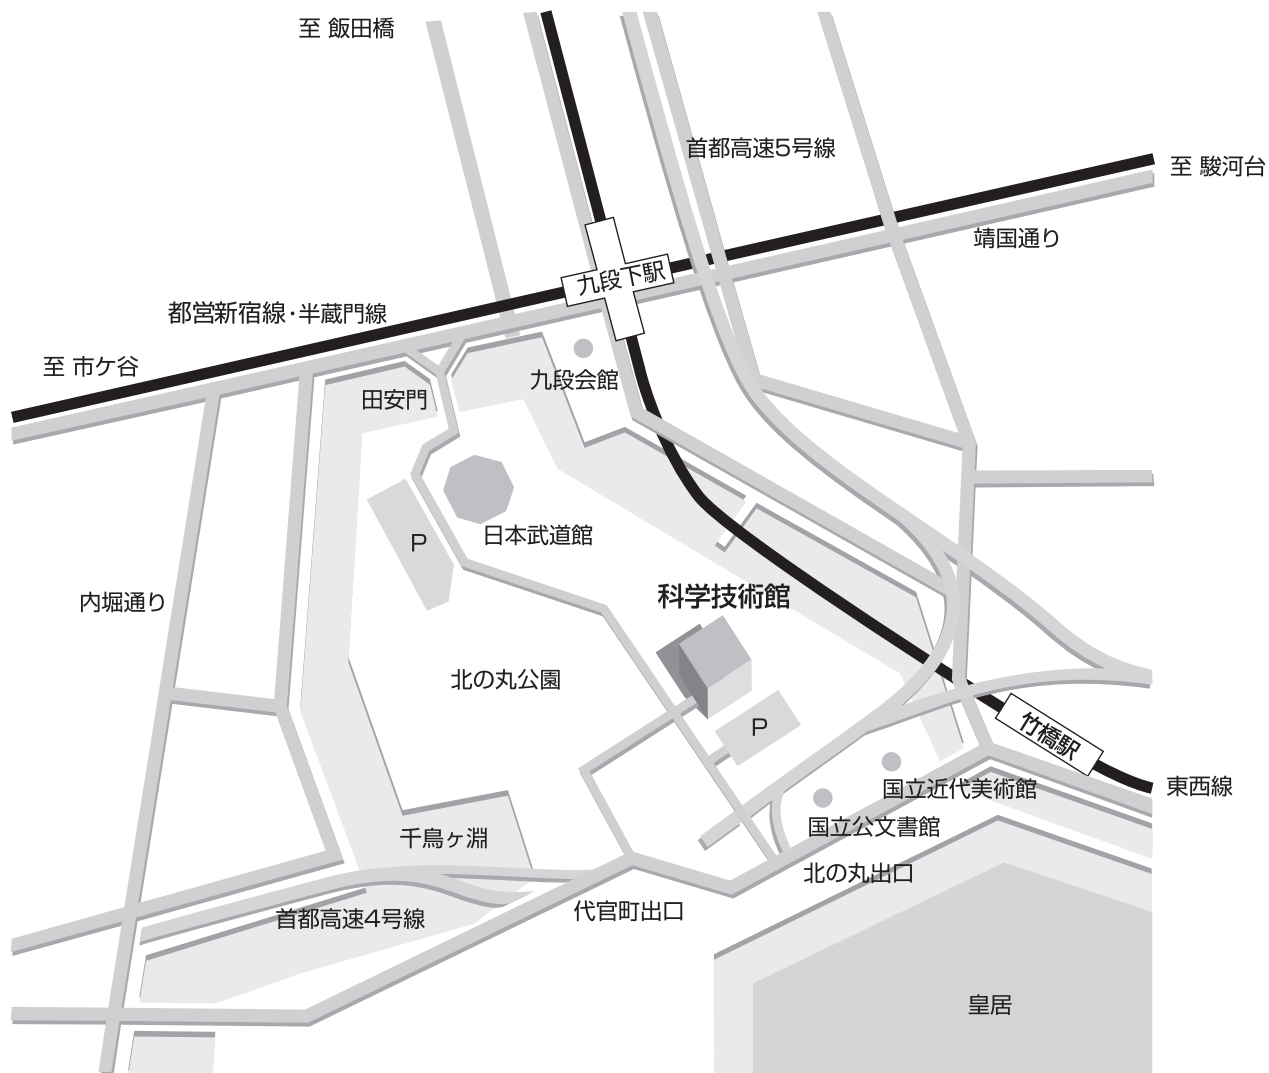 至 飯田橋
首都高速5号線
至 駿河台
靖国通り
九段下駅
都営新宿線・半蔵門線
至 市ケ谷
九段会館
田安門
日本武道館
P
科学技術館
内堀通り
北の丸公園
P
竹橋駅
国立近代美術館
東西線
国立公文書館
千鳥ヶ淵
北の丸出口
代官町出口
首都高速4号線
皇居